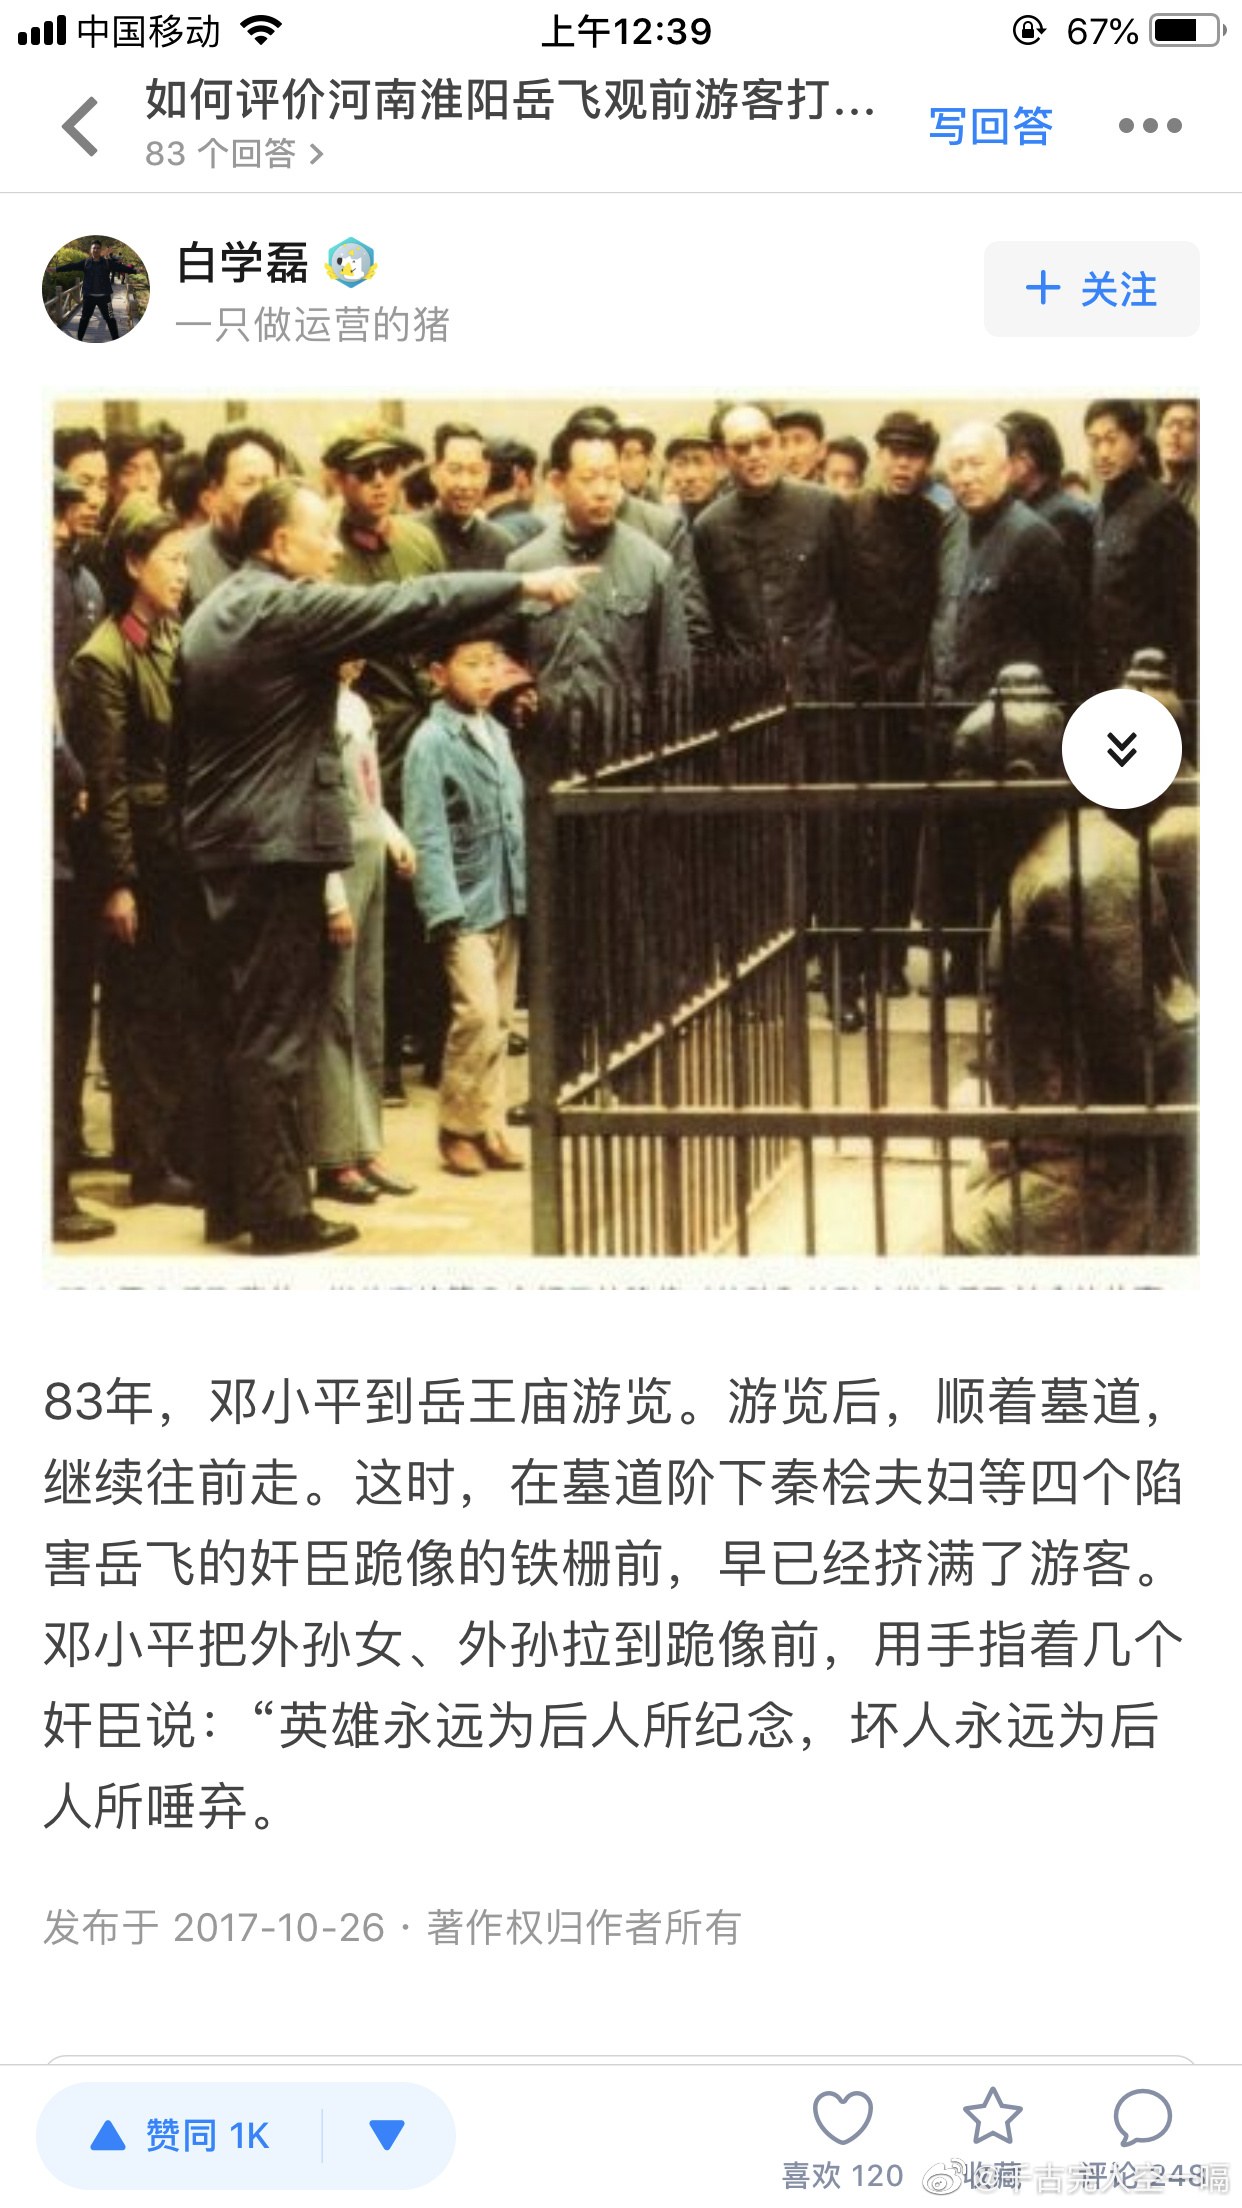 中国移动 上午12:39 67%
如何评价河南淮阳岳飞观前游客打...
83 个回答
写回答
白学磊
一只做运营的猪
+ 关注
83年，邓小平到岳王庙游览。游览后，顺着墓道，
继续往前走。这时，在墓道阶下秦桧夫妇等四个陷
害岳飞的奸臣跪像的铁栅前，早已经挤满了游客。
邓小平把外孙女、外孙拉到跪像前，用手指着几个
奸臣说：“英雄永远为后人所纪念，坏人永远为后
人所唾弃。
发布于 2017-10-26 · 著作权归作者所有
赞同 1K
喜欢 120
收藏
评论 248